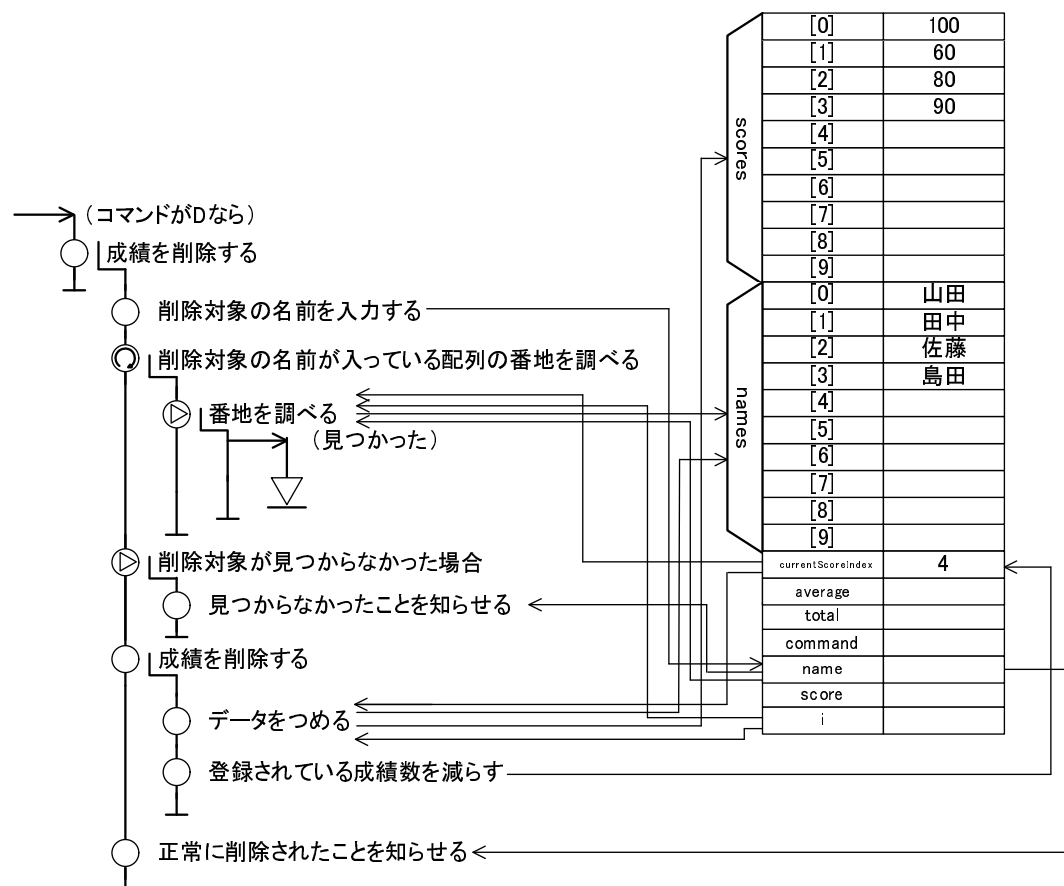 (コマンドがDなら)
成績を削除する
削除対象の名前を入力する
削除対象の名前が入っている配列の番地を調べる
番地を調べる
(見つかった)
削除対象が見つからなかった場合
見つからなかったことを知らせる
成績を削除する
データをつめる
登録されている成績数を減らす
正常に削除されたことを知らせる
scores
[0] 100
[1] 60
[2] 80
[3] 90
[4]
[5]
[6]
[7]
[8]
[9]
names
[0] 山田
[1] 田中
[2] 佐藤
[3] 島田
[4]
[5]
[6]
[7]
[8]
[9]
currentScoreIndex 4
average
total
command
name
score
i